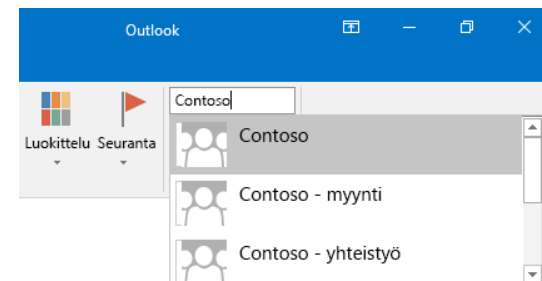 Outlook
Contoso
Luokittelu Seuranta
Contoso
Contoso - myynti
Contoso - yhteistyö